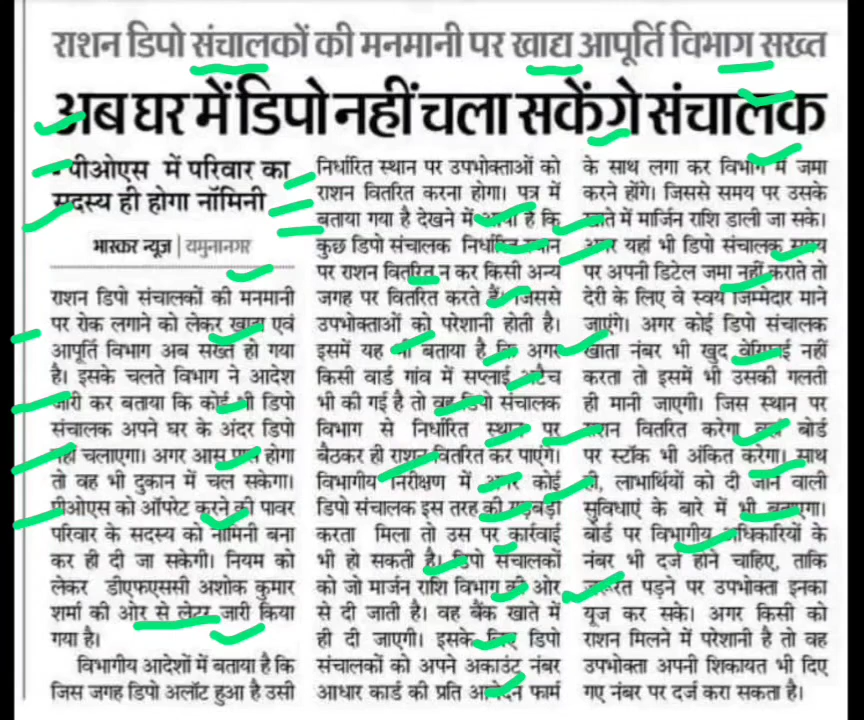 राशन डिपो संचालकों की मनमानी पर खाद्य आपूर्ति विभाग सख्त
अब घर में डिपो नहीं चला सकेंगे संचालक
पीओएस में परिवार का
सदस्य ही होगा नॉमिनी
भास्कर न्यूज | यमुनानगर
राशन डिपो संचालकों की मनमानी
पर रोक लगाने को लेकर खाद्य एवं
आपूर्ति विभाग अब सख्त हो गया
है। इसके चलते विभाग ने आदेश
जारी कर बताया कि कोई भी डिपो
संचालक अपने घर के अंदर डिपो
नहीं चलाएगा। अगर आस पास होगा
तो वह भी दुकान में चल सकेगा।
पीओएस को ऑपरेट करने की पावर
परिवार के सदस्य को नॉमिनी बना
कर ही दी जा सकेगी। नियम को
लेकर डीएफएससी अशोक कुमार
शर्मा की ओर से लेटर जारी किया
गया है।
विभागीय आदेशों में बताया है कि
जिस जगह डिपो अलॉट हुआ है उसी
निर्धारित स्थान पर उपभोक्ताओं को
राशन वितरित करना होगा। पत्र में
बताया गया है देखने में आया है कि
कुछ डिपो संचालक निर्धारित स्थान
पर राशन वितरित न कर किसी अन्य
जगह पर वितरित करते हैं। जिससे
उपभोक्ताओं को परेशानी होती है।
इसमें यह भी बताया है कि अगर
किसी वार्ड गांव में सप्लाई अटैच
भी की गई है तो वह डिपो संचालक
विभाग से निर्धारित स्थान पर
बैठकर ही राशन वितरित कर पाएंगे।
विभागीय निरीक्षण में अगर कोई
डिपो संचालक इस तरह की गड़बड़ी
करता मिला तो उस पर कार्रवाई
भी हो सकती है। डिपो संचालकों
को जो मार्जन राशि विभाग की ओर
से दी जाती है। वह बैंक खाते में
ही दी जाएगी। इसके लिए डिपो
संचालकों को अपने अकाउंट नंबर
आधार कार्ड की प्रति आवेदन फार्म
के साथ लगा कर विभाग में जमा
करने होंगे। जिससे समय पर उसके
खाते में मार्जिन राशि डाली जा सके।
अगर यहां भी डिपो संचालक समय
पर अपनी डिटेल जमा नहीं कराते तो
देरी के लिए वे स्वयं जिम्मेदार माने
जाएंगे। अगर कोई डिपो संचालक
खाता नंबर भी खुद वेरिफाई नहीं
करता तो इसमें भी उसकी गलती
ही मानी जाएगी। जिस स्थान पर
राशन वितरित करेगा वहां बोर्ड
पर स्टॉक भी अंकित करेगा। साथ
ही, लाभार्थियों को दी जाने वाली
सुविधाएं के बारे में भी बताएगा।
बोर्ड पर विभागीय अधिकारियों के
नंबर भी दर्ज होने चाहिए, ताकि
जरूरत पड़ने पर उपभोक्ता इनका
यूज कर सके। अगर किसी को
राशन मिलने में परेशानी है तो वह
उपभोक्ता अपनी शिकायत भी दिए
गए नंबर पर दर्ज करा सकता है।